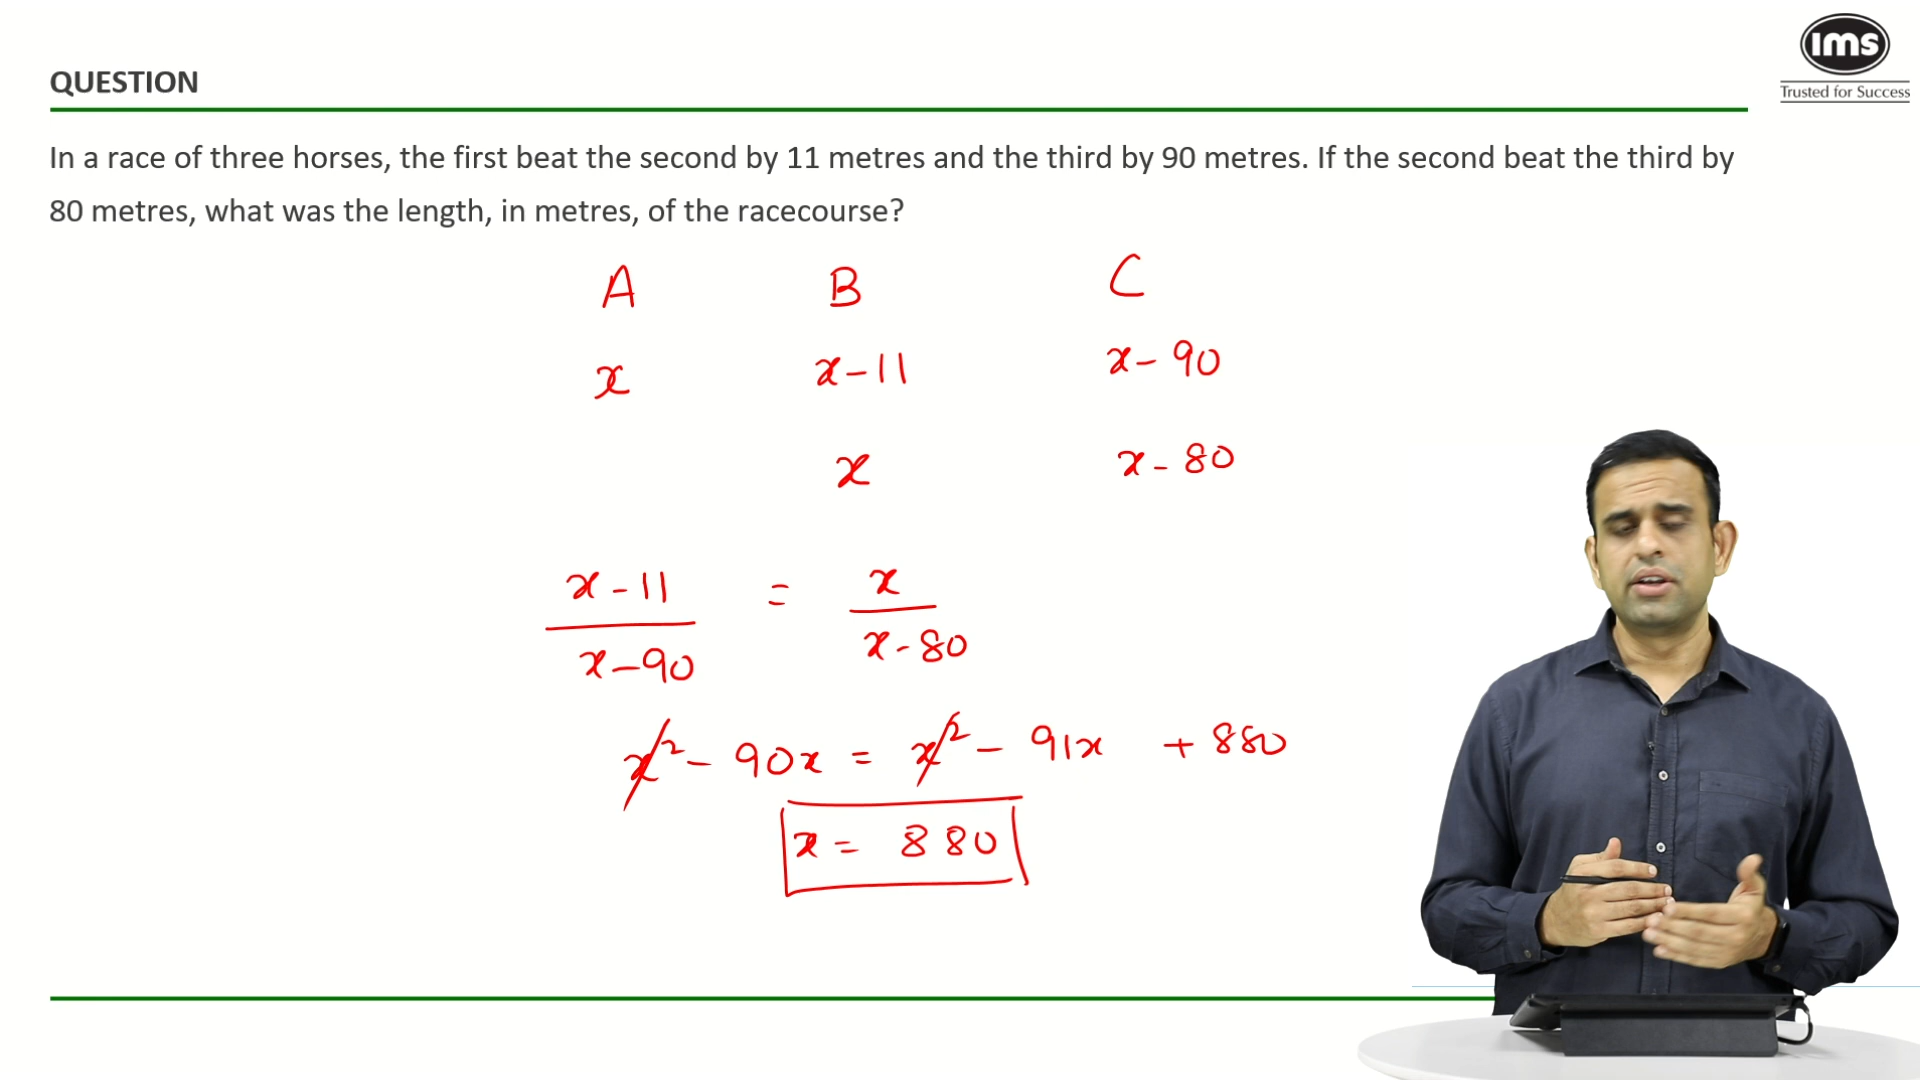 ims
Trusted for Success
QUESTION
In a race of three horses, the first beat the second by 11 metres and the third by 90 metres. If the second beat the third by
80 metres, what was the length, in metres, of the racecourse?
A B C
x x-11 x-90
x x-80
x-11 / x-90 = x / x-80
x² - 90x = x² - 91x + 880
x = 880